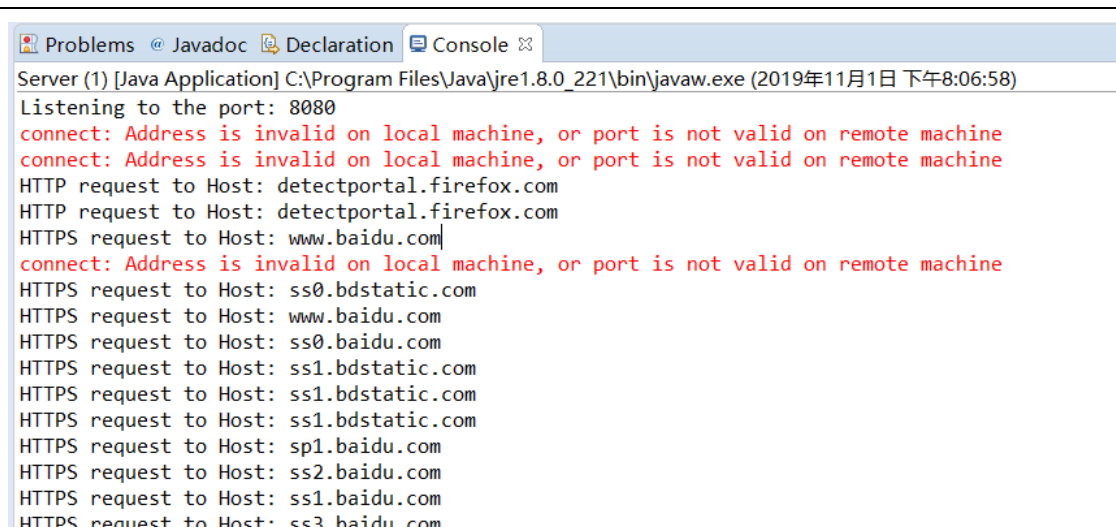 Problems @ Javadoc Declaration Console
Server (1) [Java Application] C:\Program Files\Java\jre1.8.0_221\bin\javaw.exe (2019年11月1日 下午8:06:58)
Listening to the port: 8080
connect: Address is invalid on local machine, or port is not valid on remote machine
connect: Address is invalid on local machine, or port is not valid on remote machine
HTTP request to Host: detectportal.firefox.com
HTTP request to Host: detectportal.firefox.com
HTTPS request to Host: www.baidu.com
connect: Address is invalid on local machine, or port is not valid on remote machine
HTTPS request to Host: ss0.bdstatic.com
HTTPS request to Host: www.baidu.com
HTTPS request to Host: ss0.baidu.com
HTTPS request to Host: ss1.bdstatic.com
HTTPS request to Host: ss1.bdstatic.com
HTTPS request to Host: ss1.bdstatic.com
HTTPS request to Host: sp1.baidu.com
HTTPS request to Host: ss2.baidu.com
HTTPS request to Host: ss1.baidu.com
HTTPS request to Host: ss3.baidu.com